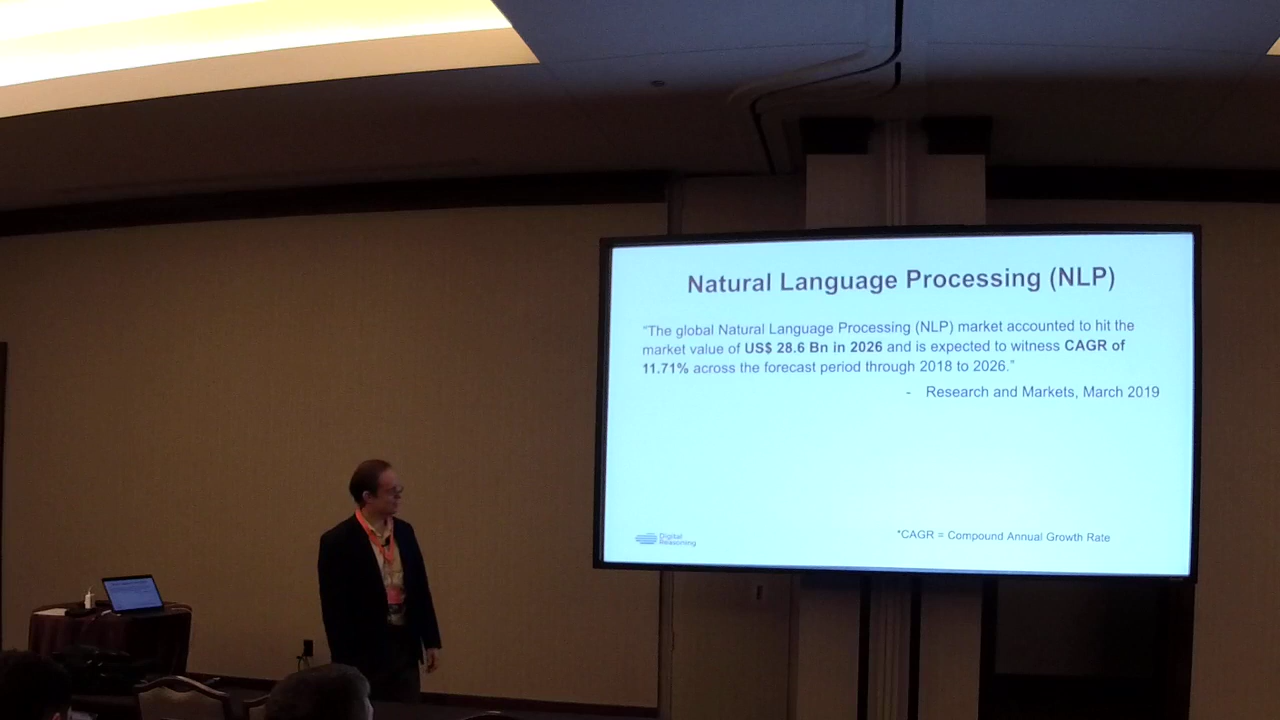 Natural Language Processing (NLP)
"The global Natural Language Processing (NLP) market accounted to hit the
market value of US$ 28.6 Bn in 2026 and is expected to witness CAGR of
11.71% across the forecast period through 2018 to 2026."
- Research and Markets, March 2019
Digital
Reasoning
*CAGR = Compound Annual Growth Rate